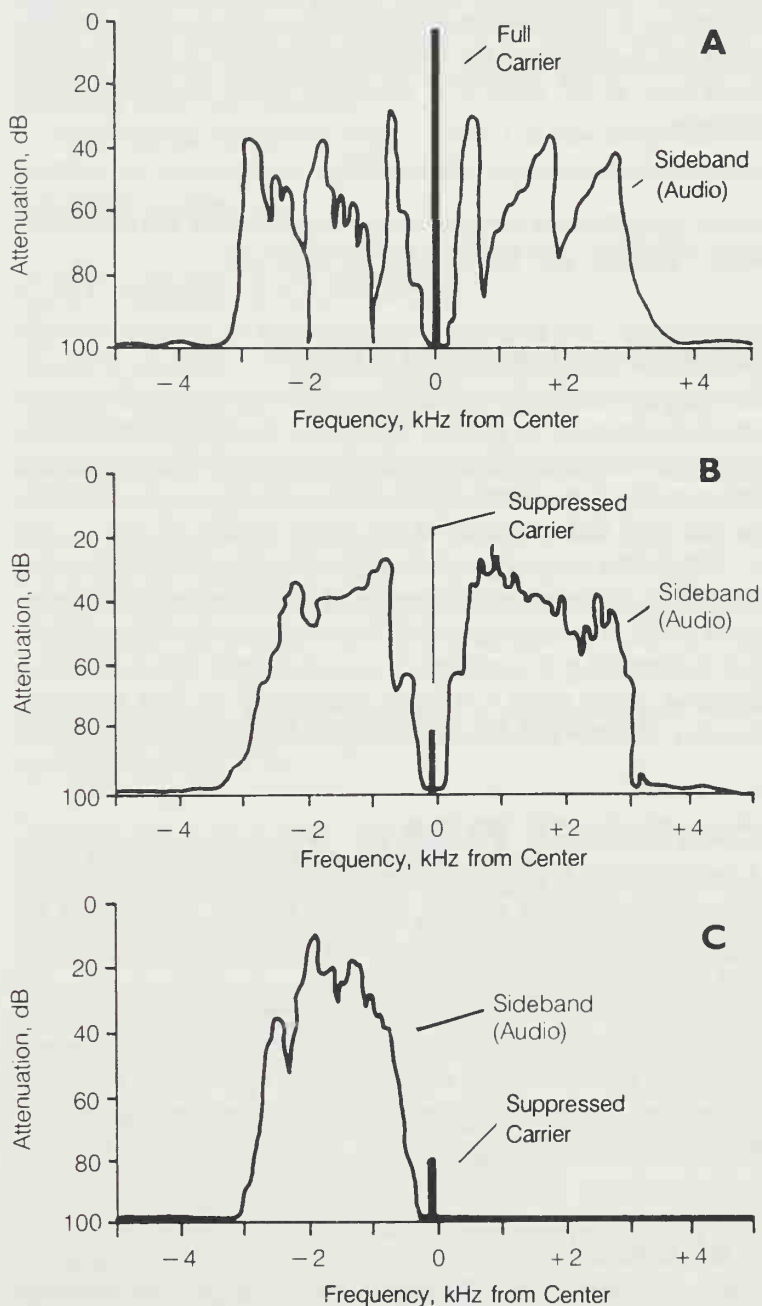 A
Full
Carrier
Sideband
(Audio)
Attenuation, dB
0
20
40
60
80
100
−4
−2
0
+2
+4
Frequency, kHz from Center
B
Suppressed
Carrier
Sideband
(Audio)
Attenuation, dB
0
20
40
60
80
100
−4
−2
0
+2
+4
Frequency, kHz from Center
C
Sideband
(Audio)
Suppressed
Carrier
Attenuation, dB
0
20
40
60
80
100
−4
−2
0
+2
+4
Frequency, kHz from Center